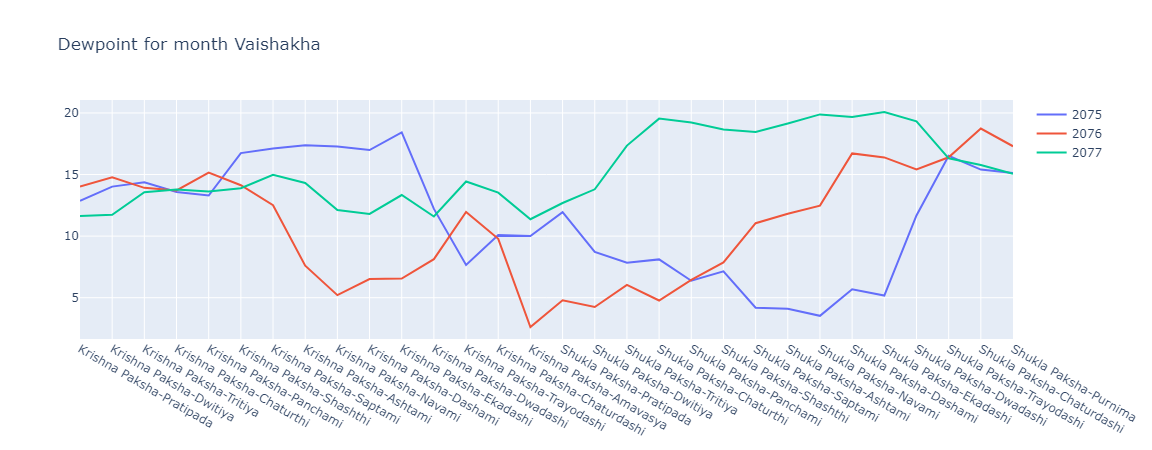 Dewpoint for month Vaishakha
20
15
10
5
2075
2076
2077
Krishna Paksha-Pratipada
Krishna Paksha-Dwitiya
Krishna Paksha-Tritiya
Krishna Paksha-Chaturthi
Krishna Paksha-Panchami
Krishna Paksha-Shashthi
Krishna Paksha-Saptami
Krishna Paksha-Ashtami
Krishna Paksha-Navami
Krishna Paksha-Dashami
Krishna Paksha-Ekadashi
Krishna Paksha-Dwadashi
Krishna Paksha-Trayodashi
Krishna Paksha-Chaturdashi
Krishna Paksha-Amavasya
Shukla Paksha-Pratipada
Shukla Paksha-Dwitiya
Shukla Paksha-Tritiya
Shukla Paksha-Chaturthi
Shukla Paksha-Panchami
Shukla Paksha-Shashthi
Shukla Paksha-Saptami
Shukla Paksha-Ashtami
Shukla Paksha-Navami
Shukla Paksha-Dashami
Shukla Paksha-Ekadashi
Shukla Paksha-Dwadashi
Shukla Paksha-Trayodashi
Shukla Paksha-Chaturdashi
Shukla Paksha-Purnima